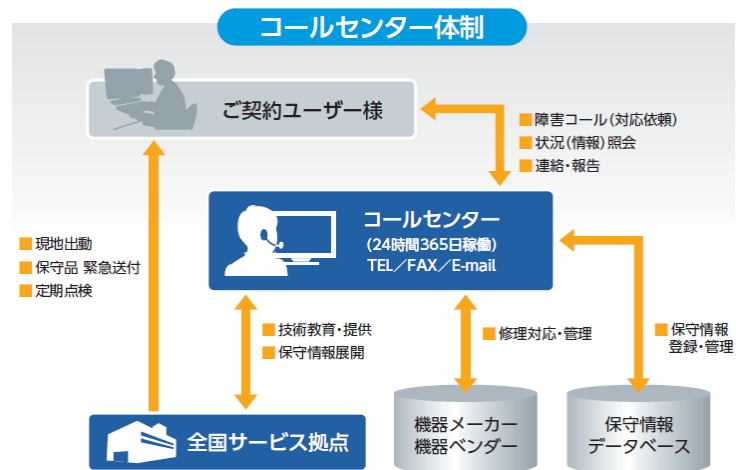 コールセンター体制
ご契約ユーザー様
■障害コール(対応依頼)
■状況(情報)照会
■連絡・報告
コールセンター
(24時間365日稼働)
TEL/FAX/E-mail
■現地出動
■保守品 緊急送付
■定期点検
■技術教育・提供
■保守情報展開
■修理対応・管理
■保守情報
登録・管理
全国サービス拠点
機器メーカー
機器ベンダー
保守情報
データベース